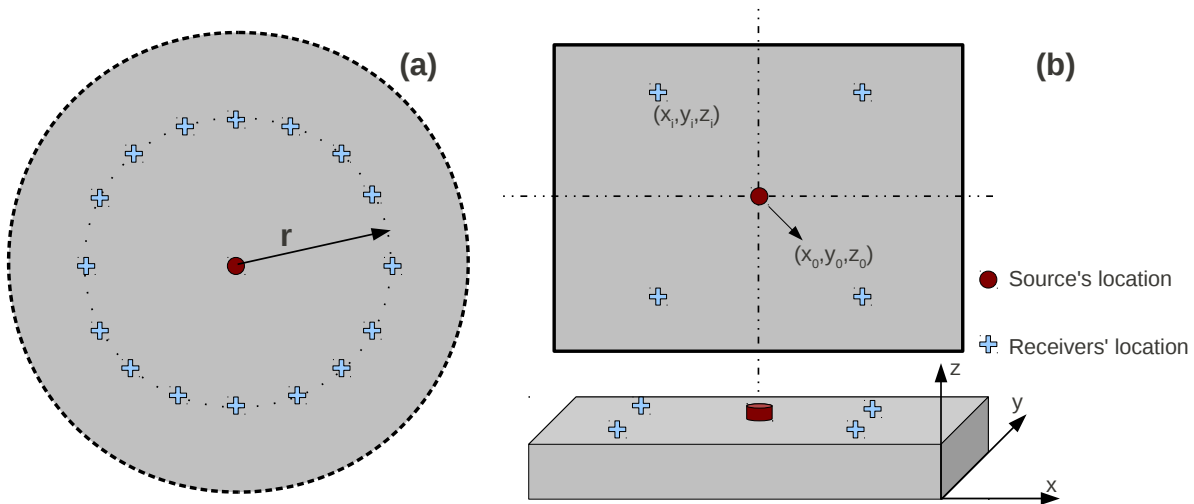 (a)
r
(b)
(xᵢ,yᵢ,zᵢ)
(x₀,y₀,z₀)
Source's location
Receivers' location
z
y
x